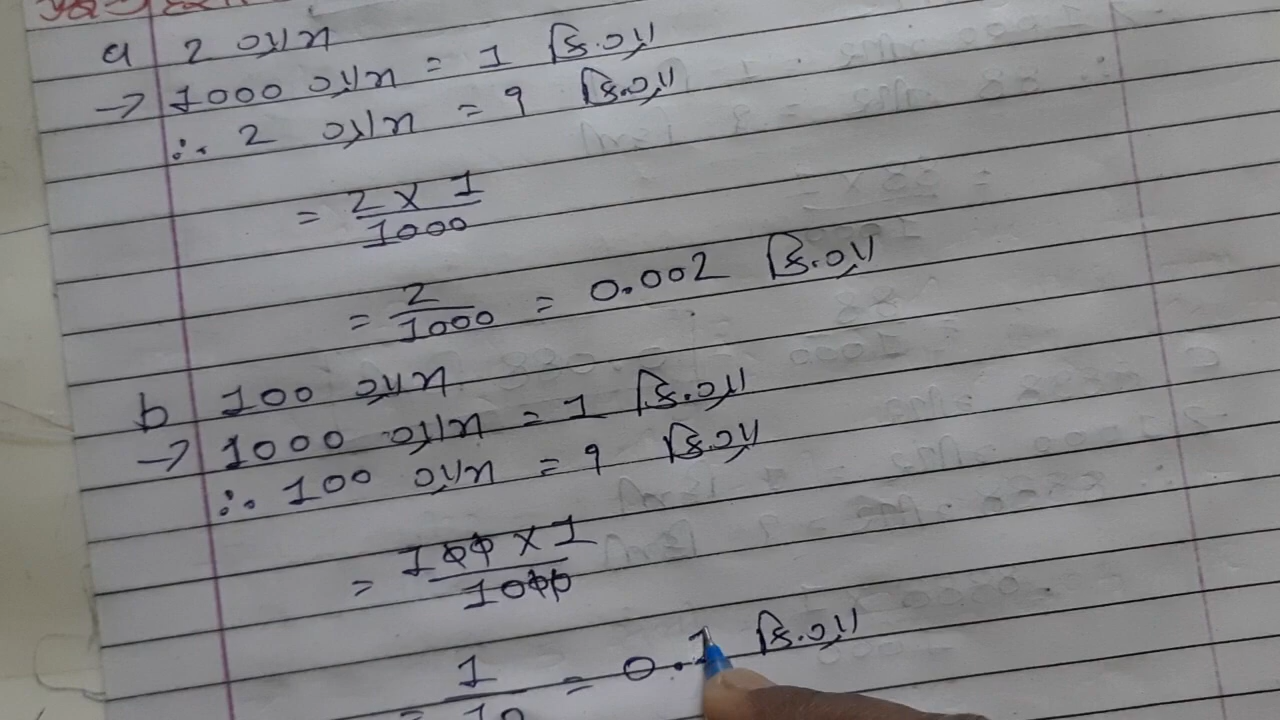 a 2 ગ્રામ
→ 1000 ગ્રામ = 1 કિ.ગ્રા
∴ 2 ગ્રામ = ? કિ.ગ્રા
= 2 × 1
1000
= 2/1000 = 0.002 કિ.ગ્રા
b 100 ગ્રામ
→ 1000 ગ્રામ = 1 કિ.ગ્રા
∴ 100 ગ્રામ = ? કિ.ગ્રા
= 100 × 1
1000
= 1/10 = 0.1 કિ.ગ્રા